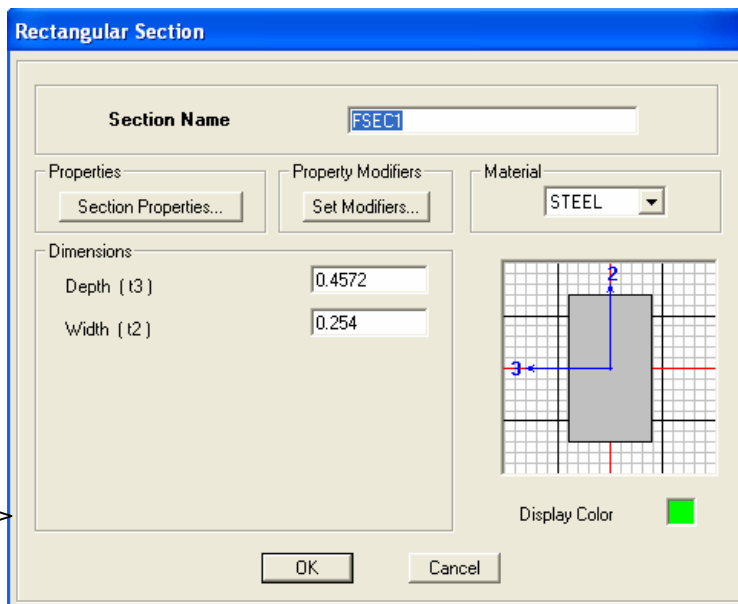 Rectangular Section
Section Name FSEC1
Properties Property Modifiers Material
Section Properties... Set Modifiers... STEEL
Dimensions
Depth ( t3 ) 0.4572
Width ( t2 ) 0.254
2
3
Display Color
OK Cancel